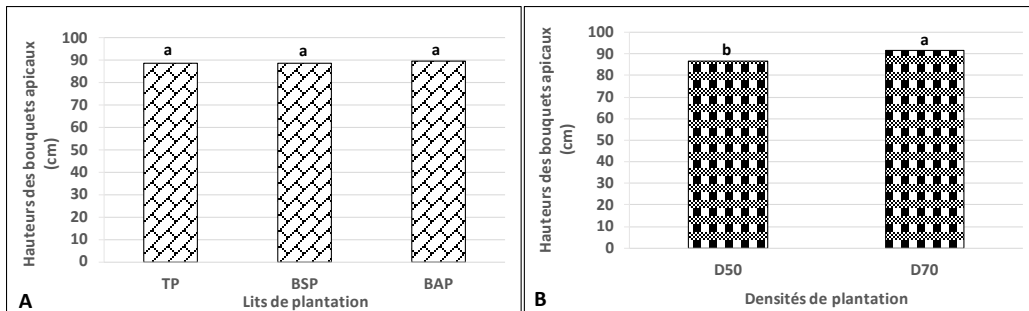 Hauteurs des bouquets apicaux
(cm)
100
90
80
70
60
50
40
30
20
10
00
a
a
a
TP
BSP
BAP
Lits de plantation
A
Hauteurs des bouquets apicaux
(cm)
100
90
80
70
60
50
40
30
20
10
0
b
a
D50
D70
Densités de plantation
B